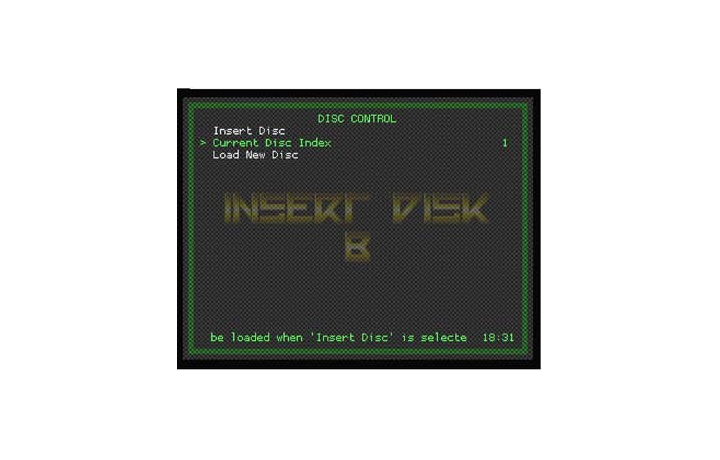 DISC CONTROL
Insert Disc
> Current Disc Index 1
Load New Disc
INSERT DISK
B
be loaded when 'Insert Disc' is selecte 18:31